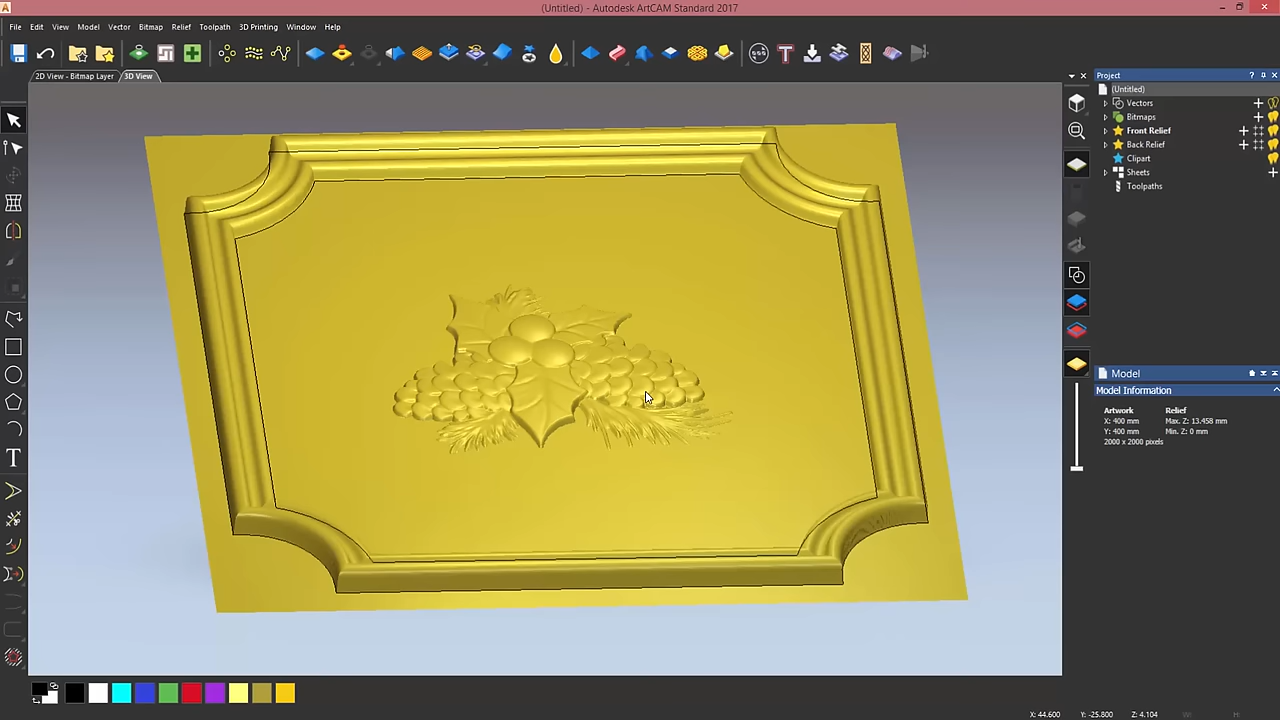 (Untitled) - Autodesk ArtCAM Standard 2017
File Edit View Model Vector Bitmap Relief Toolpath 3D Printing Window Help
2D View - Bitmap Layer 3D View
Project
(Untitled)
Vectors
Bitmaps
Front Relief
Back Relief
Clipart
Sheets
Toolpaths
Model
Model Information
Artwork Relief
X: 400 mm Max. Z: 13.458 mm
Y: 400 mm Min. Z: 0 mm
2000 x 2000 pixels
X: 44.600 Y: -25.800 Z: 4.104 W: H: